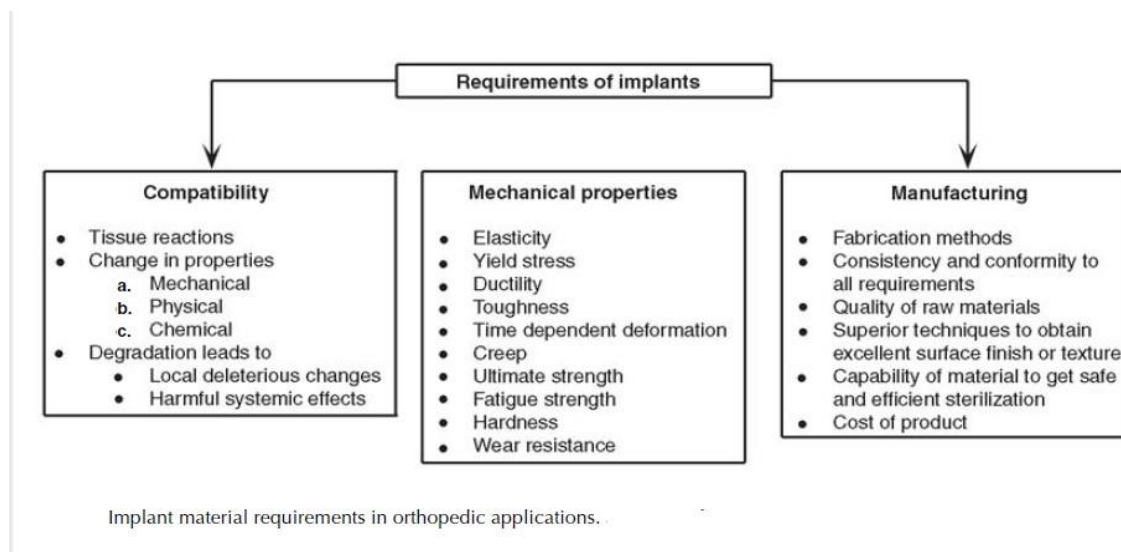 Requirements of implants
Compatibility
• Tissue reactions
• Change in properties
a. Mechanical
b. Physical
c. Chemical
• Degradation leads to
• Local deleterious changes
• Harmful systemic effects
Mechanical properties
• Elasticity
• Yield stress
• Ductility
• Toughness
• Time dependent deformation
• Creep
• Ultimate strength
• Fatigue strength
• Hardness
• Wear resistance
Manufacturing
• Fabrication methods
• Consistency and conformity to
all requirements
• Quality of raw materials
• Superior techniques to obtain
excellent surface finish or texture
• Capability of material to get safe
and efficient sterilization
• Cost of product
Implant material requirements in orthopedic applications.